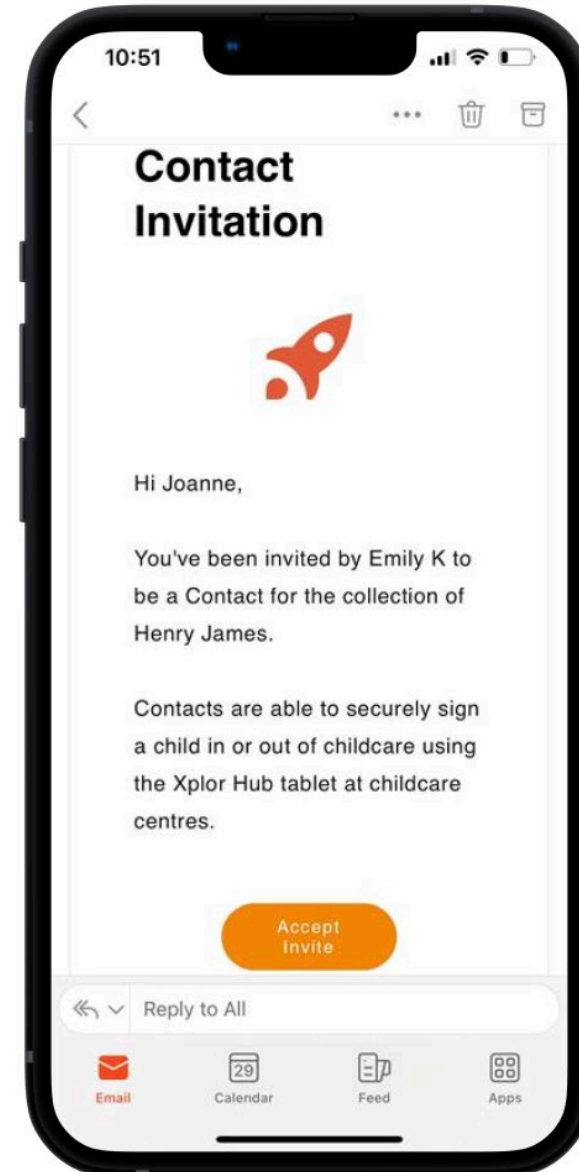 10:51
Contact
Invitation
Hi Joanne,
You've been invited by Emily K to
be a Contact for the collection of
Henry James.
Contacts are able to securely sign
a child in or out of childcare using
the Xplor Hub tablet at childcare
centres.
Accept
Invite
Reply to All
29
Email Calendar Feed Apps